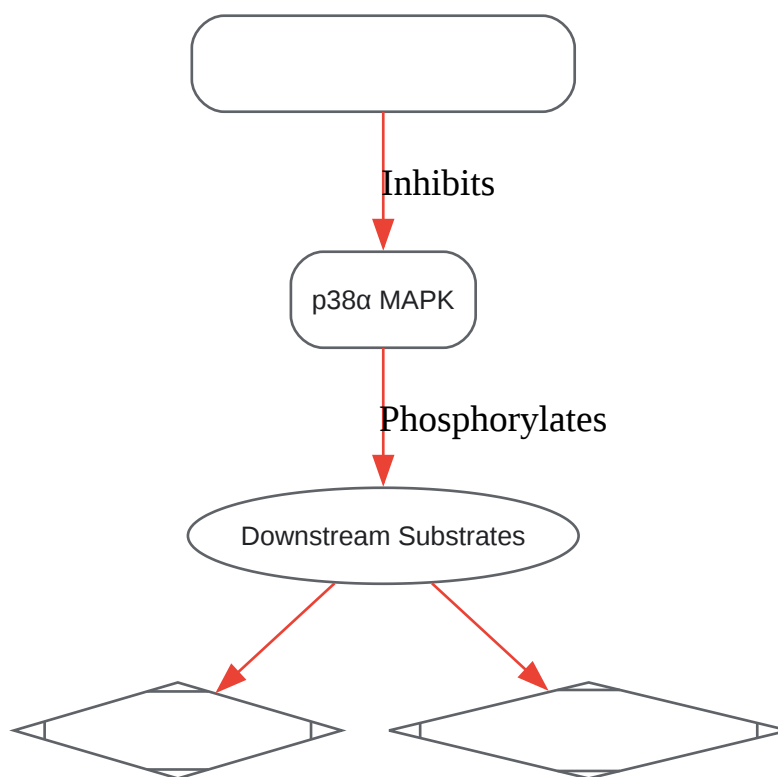 Inhibits
p38α MAPK
Phosphorylates
Downstream Substrates